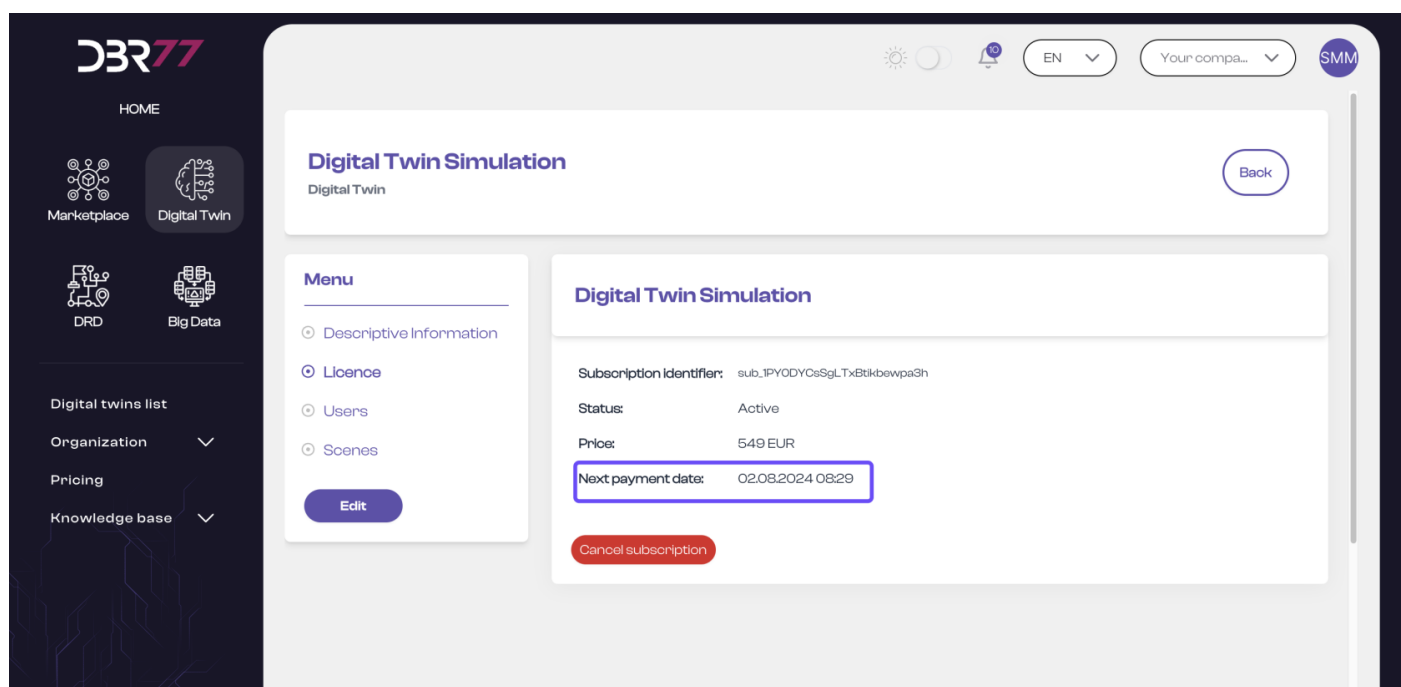 DBR77
10
EN
Your compa...
SMM
HOME
Marketplace
Digital Twin
DRD
Big Data
Digital twins list
Organization
Pricing
Knowledge base
Digital Twin Simulation
Digital Twin
Back
Menu
Descriptive Information
Licence
Users
Scenes
Edit
Digital Twin Simulation
Subscription identifier: sub_1PY0DYCsSgLTxBtikbewpa3h
Status: Active
Price: 549 EUR
Next payment date: 02.08.2024 08:29
Cancel subscription